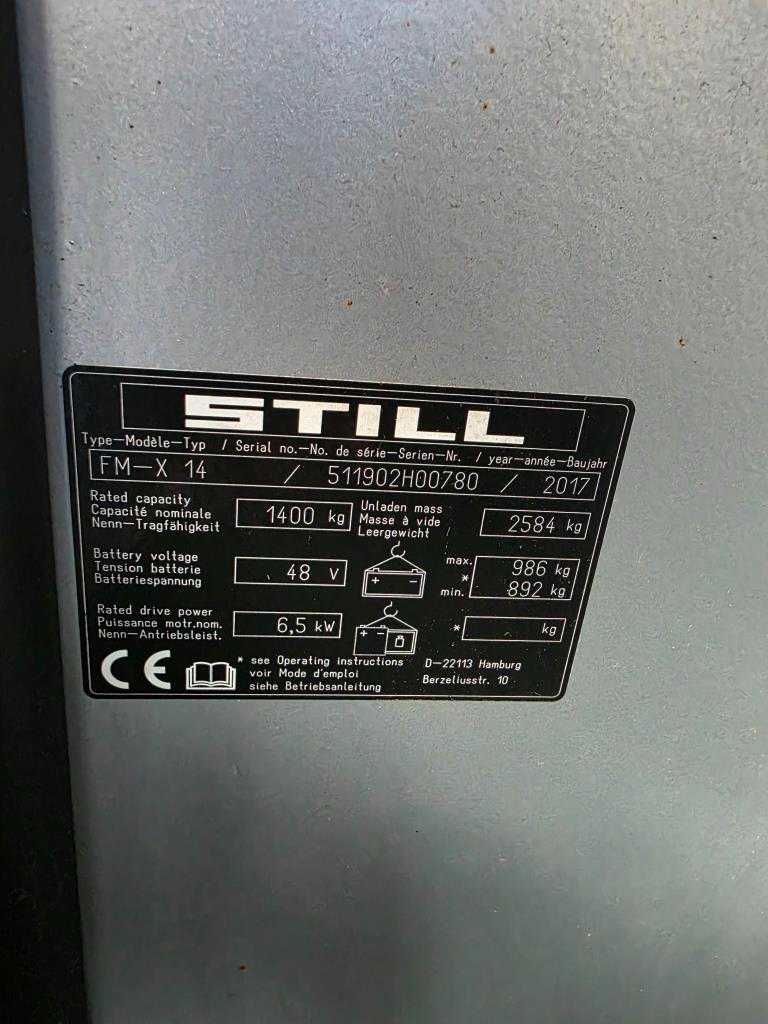 STILL
Type-Modèle-Typ / Serial no.-No. de série-Serien-Nr. / year-année-Baujahr
FM-X 14 / 511902H00780 / 2017
Rated capacity
Capacité nominale
Nenn-Tragfähigkeit
1400 kg
Unladen mass
Masse à vide
Leergewicht
2584 kg
Battery voltage
Tension batterie
Batteriespannung
48 V
+ -
max. 986 kg
*
min. 892 kg
Rated drive power
Puissance motr.nom.
Nenn-Antriebsleist.
6,5 kW
+ -
* kg
CE
* see Operating instructions
voir Mode d'emploi
siehe Betriebsanleitung
D-22113 Hamburg
Berzeliusstr. 10